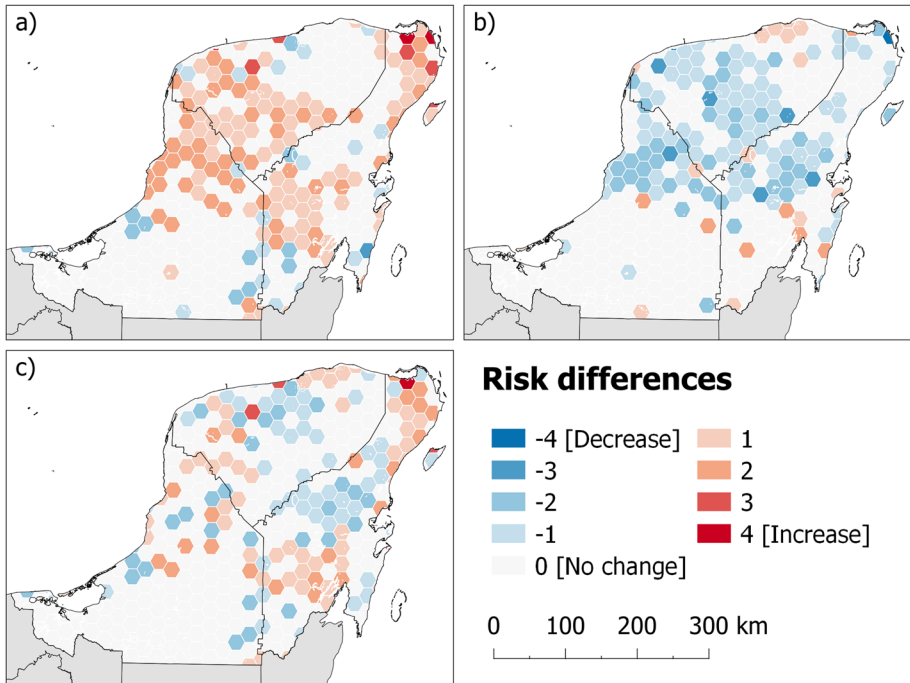 a)
b)
c)
Risk differences
-4 [Decrease]
-3
-2
-1
0 [No change]
1
2
3
4 [Increase]
0 100 200 300 km